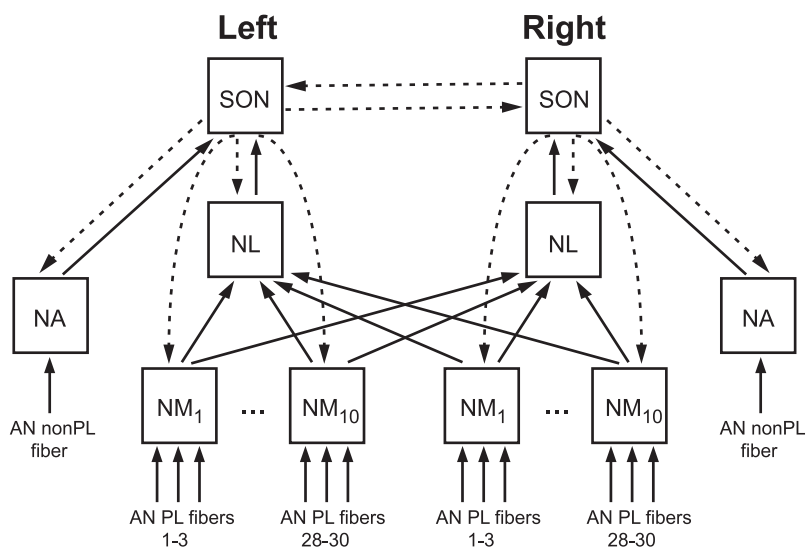 Left
Right
SON
SON
NL
NL
NA
NA
NM1
...
NM10
NM1
...
NM10
AN nonPL
fiber
AN nonPL
fiber
AN PL fibers
1-3
AN PL fibers
28-30
AN PL fibers
1-3
AN PL fibers
28-30